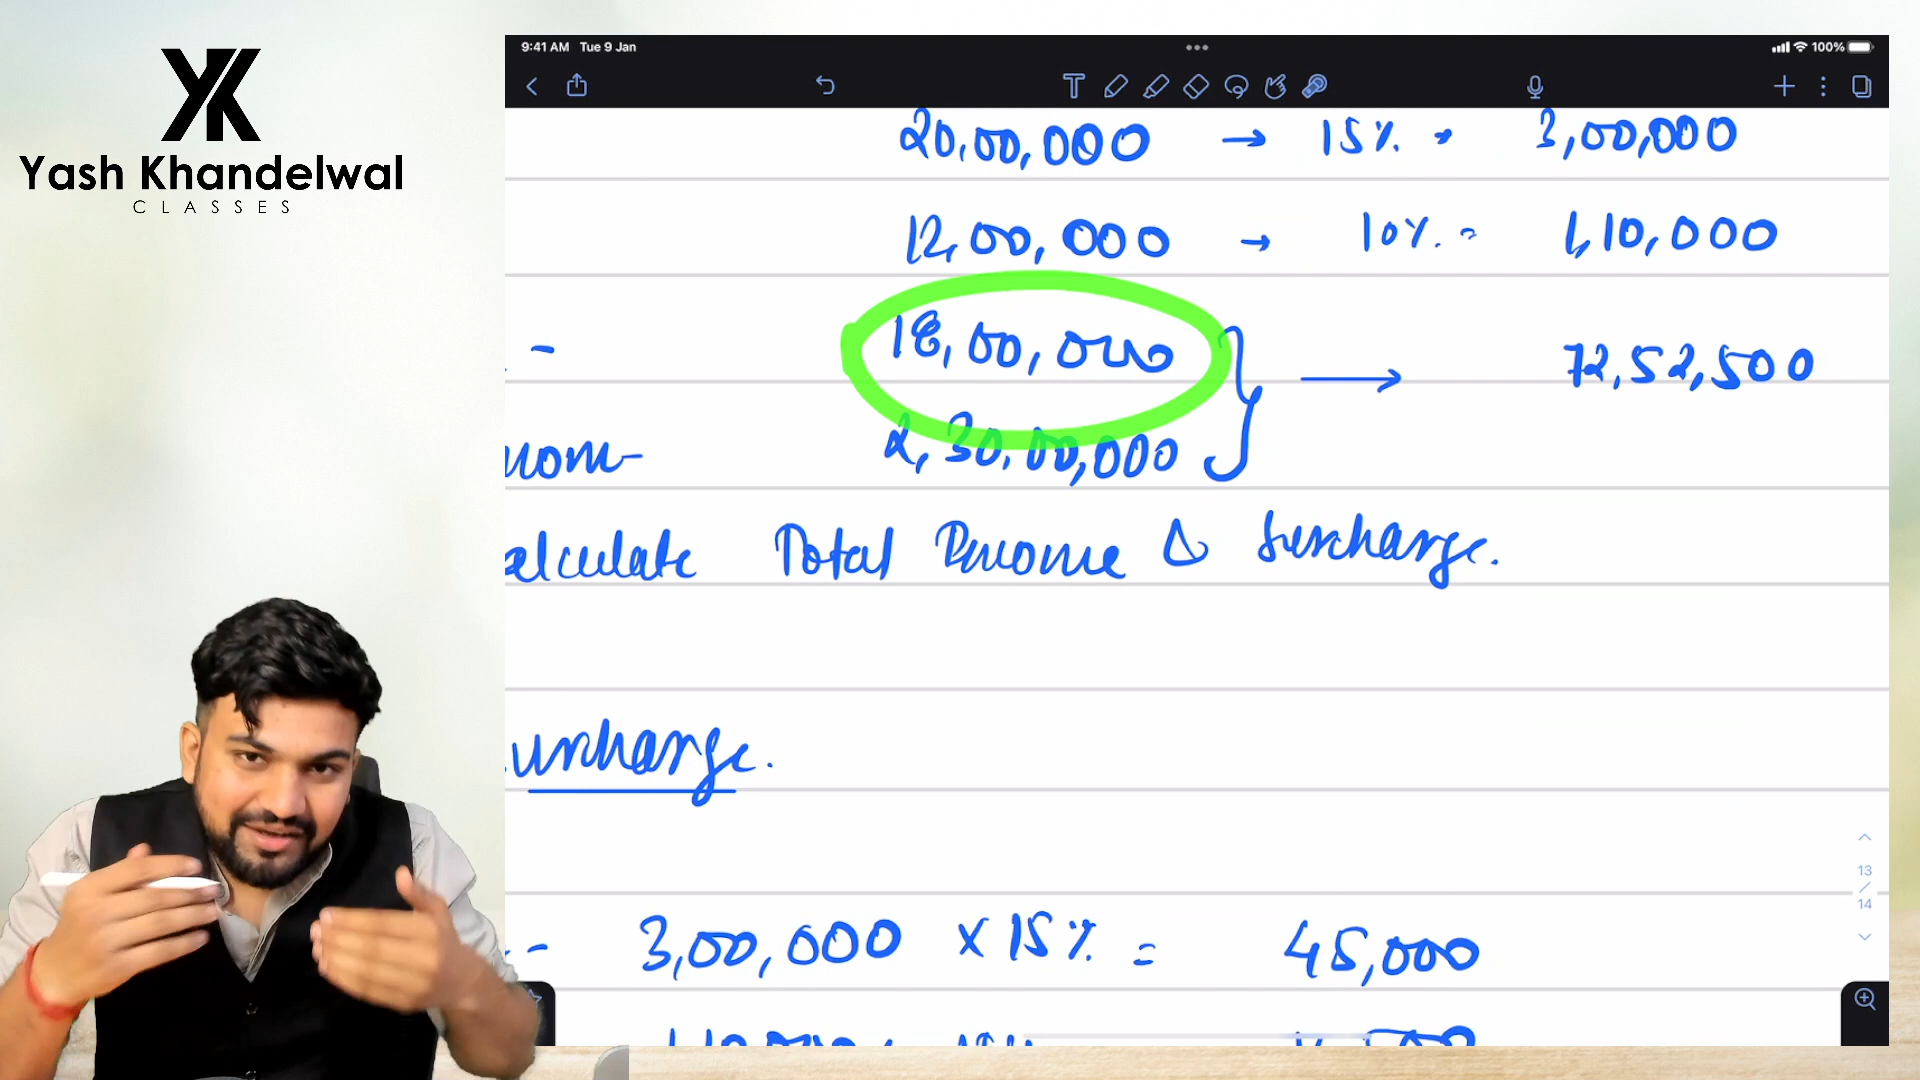 YK
Yash Khandelwal
CLASSES
9:41 AM Tue 9 Jan
100%
20,00,000 → 15% = 3,00,000
12,00,000 → 10% = 1,10,000
- 18,00,000
→ 72,52,500
2,30,00,000
alculate Total Income & Surcharge.
urcharge.
13
/
14
- 3,00,000 x 15% = 45,000